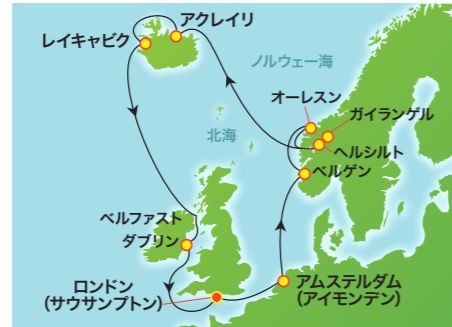 アクレイリ
レイキャビク
ノルウェー海
オーレスン
ガイランゲル
北海
ヘルシルト
ベルゲン
ベルファスト
ダブリン
ロンドン
(サウサンプトン)
アムステルダム
(アイモンデン)